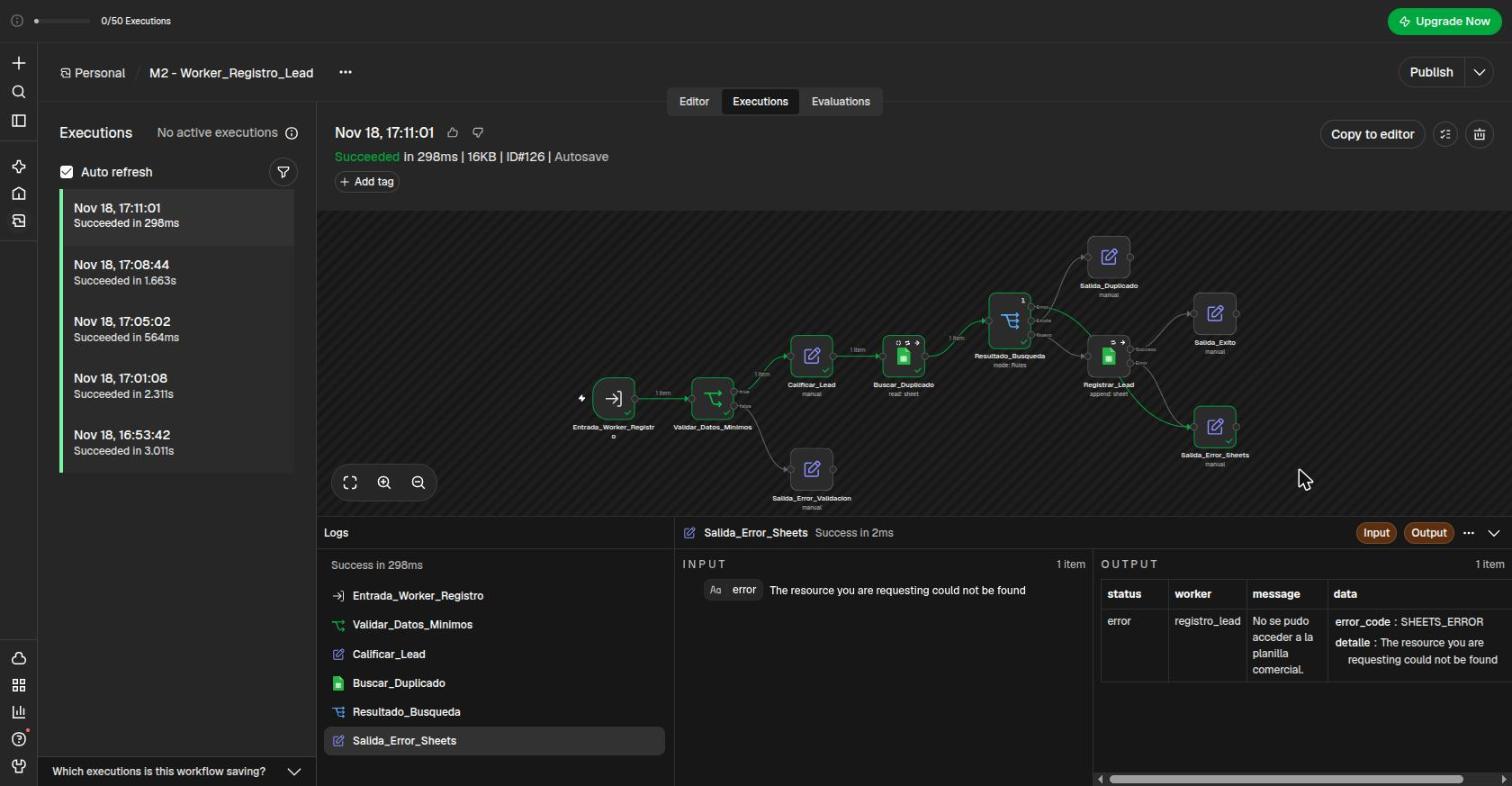 0/50 Executions
Upgrade Now
Personal / M2 - Worker_Registro_Lead
Publish
Editor
Executions
Evaluations
Executions
No active executions
Auto refresh
Nov 18, 17:11:01
Succeeded in 298ms
Nov 18, 17:08:44
Succeeded in 1.663s
Nov 18, 17:05:02
Succeeded in 564ms
Nov 18, 17:01:08
Succeeded in 2.311s
Nov 18, 16:53:42
Succeeded in 3.011s
Which executions is this workflow saving?
Nov 18, 17:11:01
Succeeded in 298ms | 16KB | ID#126 | Autosave
+ Add tag
Copy to editor
Entrada_Worker_Registr
o
1 item
Validar_Datos_Minimos
true
false
1 item
Calificar_Lead
manual
Salida_Error_Validacion
manual
1 item
Buscar_Duplicado
read: sheet
1 item
1
Resultado_Busqueda
mode: Rules
Error
Salida_Duplicado
manual
Registrar_Lead
append: sheet
Success
Error
Salida_Exito
manual
Salida_Error_Sheets
manual
Logs
Success in 298ms
Entrada_Worker_Registro
Validar_Datos_Minimos
Calificar_Lead
Buscar_Duplicado
Resultado_Busqueda
Salida_Error_Sheets
Salida_Error_Sheets Success in 2ms
Input
Output
INPUT
1 item
Aa error The resource you are requesting could not be found
OUTPUT
1 item
status worker message data
error registro_lead
No se pudo
acceder a la
planilla
comercial.
error_code : SHEETS_ERROR
detalle : The resource you are
requesting could not be found